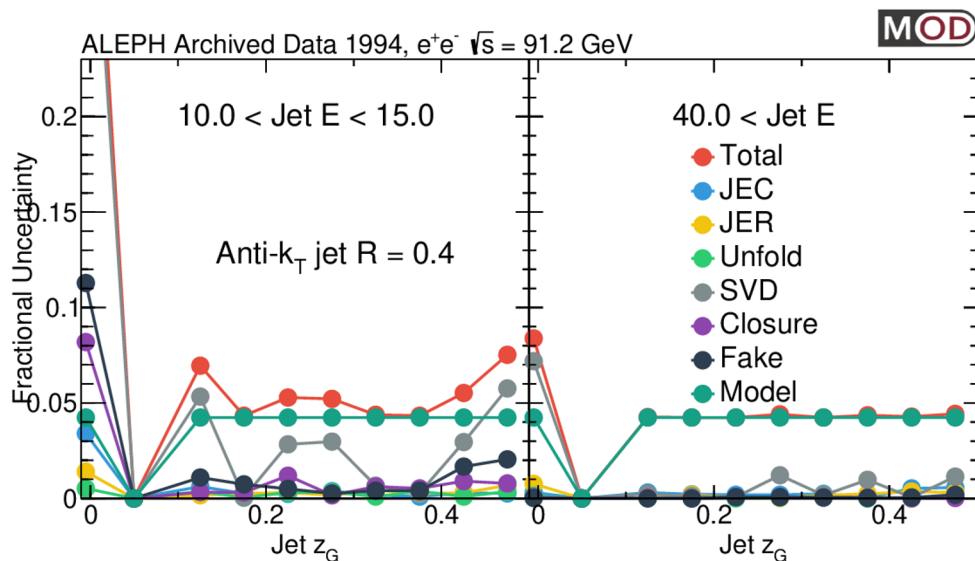 MOD
ALEPH Archived Data 1994, e⁺e⁻ √s = 91.2 GeV
10.0 < Jet E < 15.0
40.0 < Jet E
Anti-k_T jet R = 0.4
Total
JEC
JER
Unfold
SVD
Closure
Fake
Model
Fractional Uncertainty
0.2
0.15
0.1
0.05
0
0 0.2 0.4
0 0.2 0.4
Jet z_G
Jet z_G